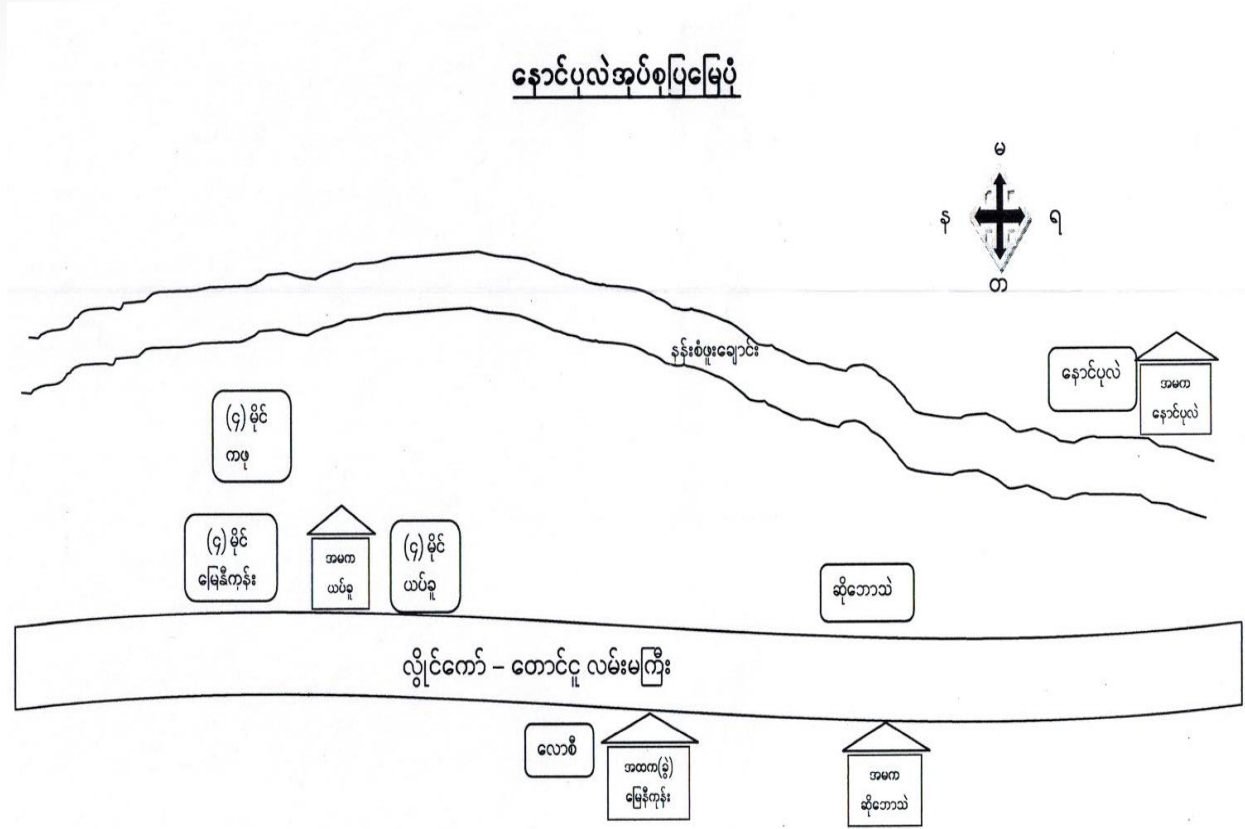 နောင်ပုလဲအုပ်စုပြမြေပုံ
မ
န
ရ
တ
နန်းစံဖူးချောင်း
နောင်ပုလဲ
အမက
နောင်ပုလဲ
(၄) မိုင်
ကဖု
(၄) မိုင်
မြေနီကုန်း
အမက
ယပ်ခူ
(၄) မိုင်
ယပ်ခူ
ဆိုဘောသဲ
လွိုင်ကော် – တောင်ငူ လမ်းမကြီး
လောစီ
အထက(ခွဲ)
မြေနီကုန်း
အမက
ဆိုဘောသဲ